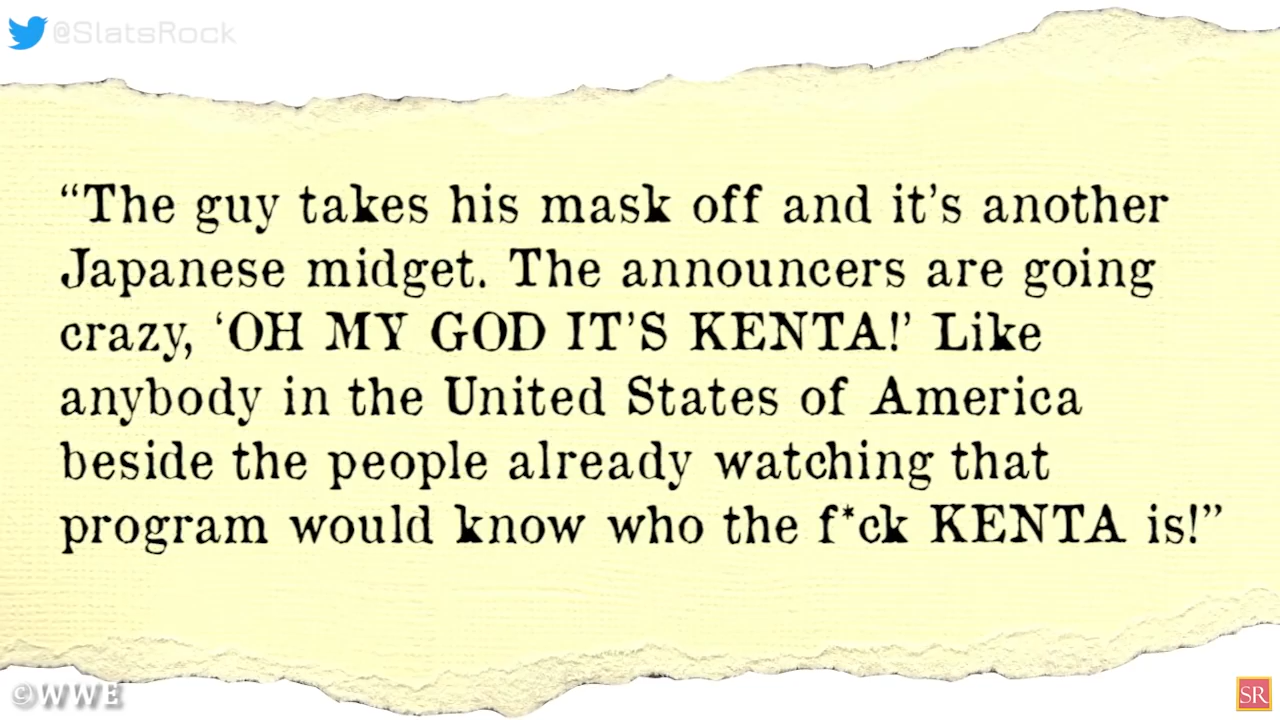 @SlatsRock
“The guy takes his mask off and it’s another
Japanese midget. The announcers are going
crazy, ‘OH MY GOD IT’S KENTA!’ Like
anybody in the United States of America
beside the people already watching that
program would know who the f*ck KENTA is!”
©WWE
SR